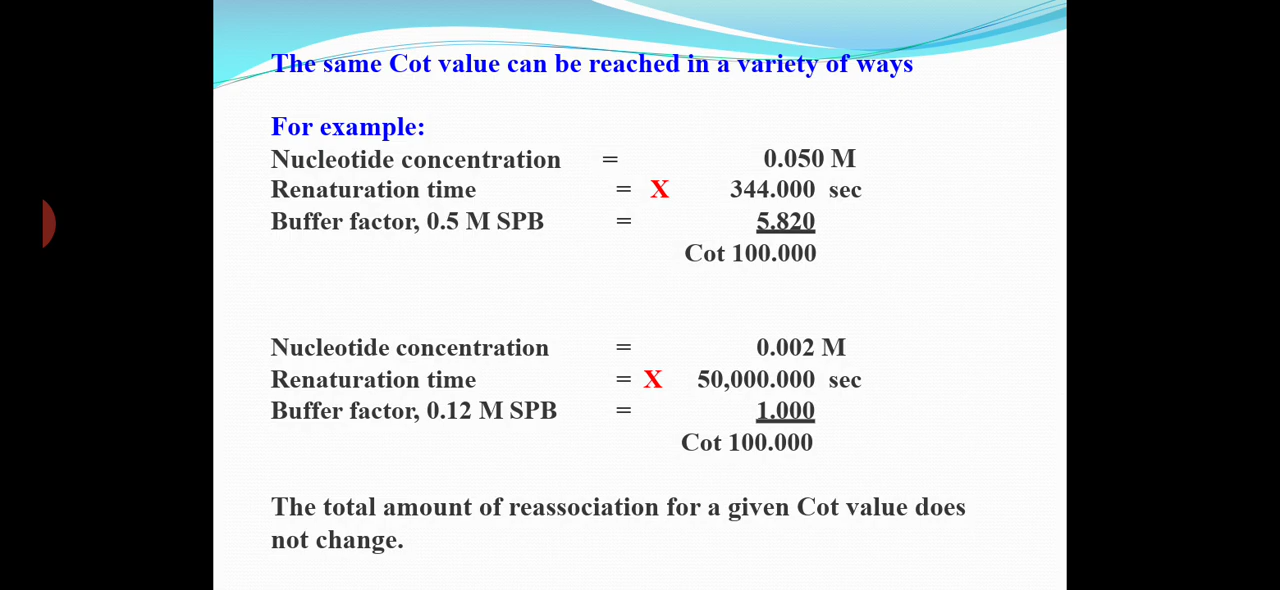 The same Cot value can be reached in a variety of ways
For example:
Nucleotide concentration = 0.050 M
Renaturation time = X 344.000 sec
Buffer factor, 0.5 M SPB = 5.820
Cot 100.000
Nucleotide concentration = 0.002 M
Renaturation time = X 50,000.000 sec
Buffer factor, 0.12 M SPB = 1.000
Cot 100.000
The total amount of reassociation for a given Cot value does
not change.